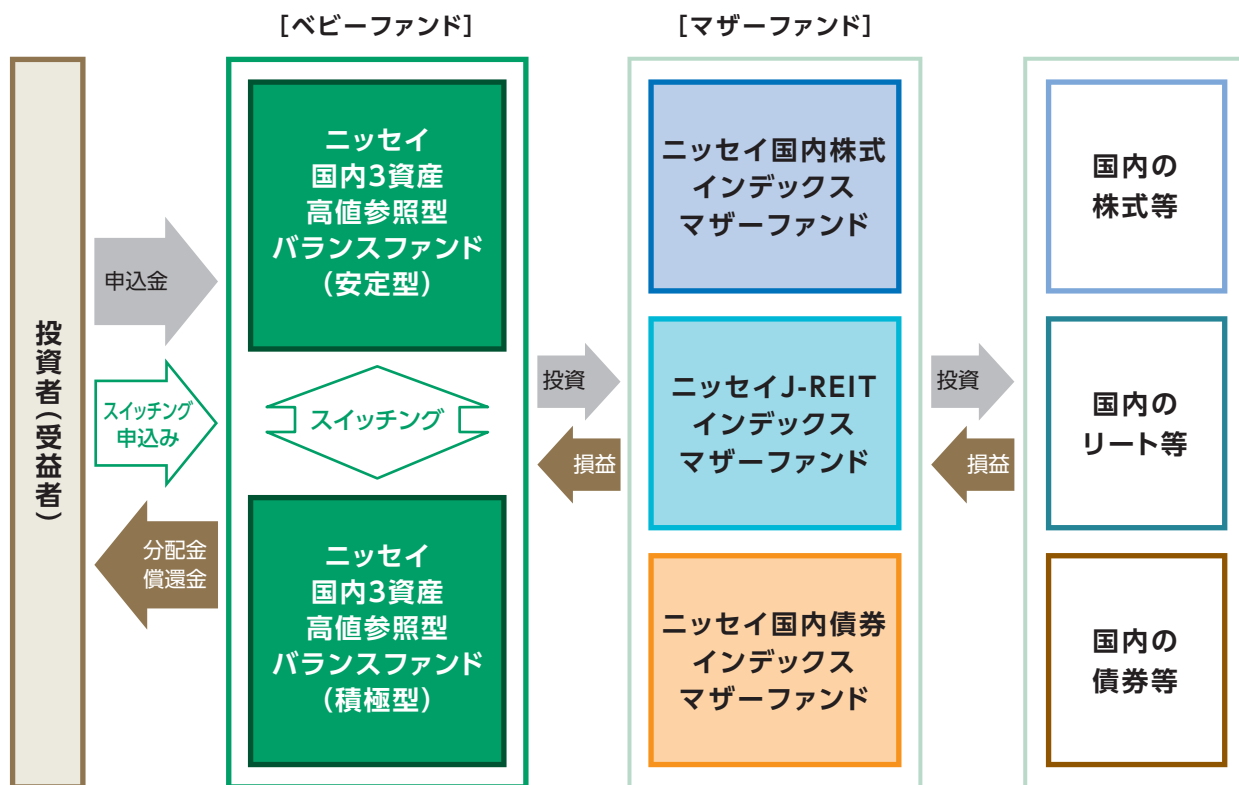 ［ベビーファンド］
［マザーファンド］
投資者（受益者）
申込金
スイッチング
申込み
分配金
償還金
ニッセイ
国内3資産
高値参照型
バランスファンド
（安定型）
スイッチング
ニッセイ
国内3資産
高値参照型
バランスファンド
（積極型）
投資
損益
ニッセイ国内株式
インデックス
マザーファンド
ニッセイJ-REIT
インデックス
マザーファンド
ニッセイ国内債券
インデックス
マザーファンド
投資
損益
国内の
株式等
国内の
リート等
国内の
債券等